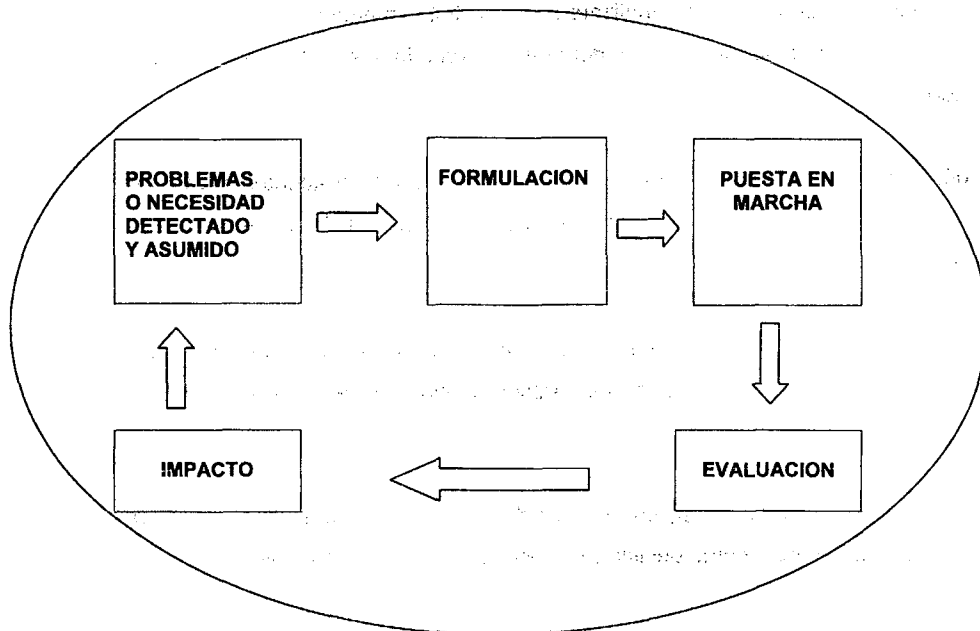 PROBLEMAS
O NECESIDAD
DETECTADO
Y ASUMIDO
FORMULACION
PUESTA EN
MARCHA
IMPACTO
EVALUACION